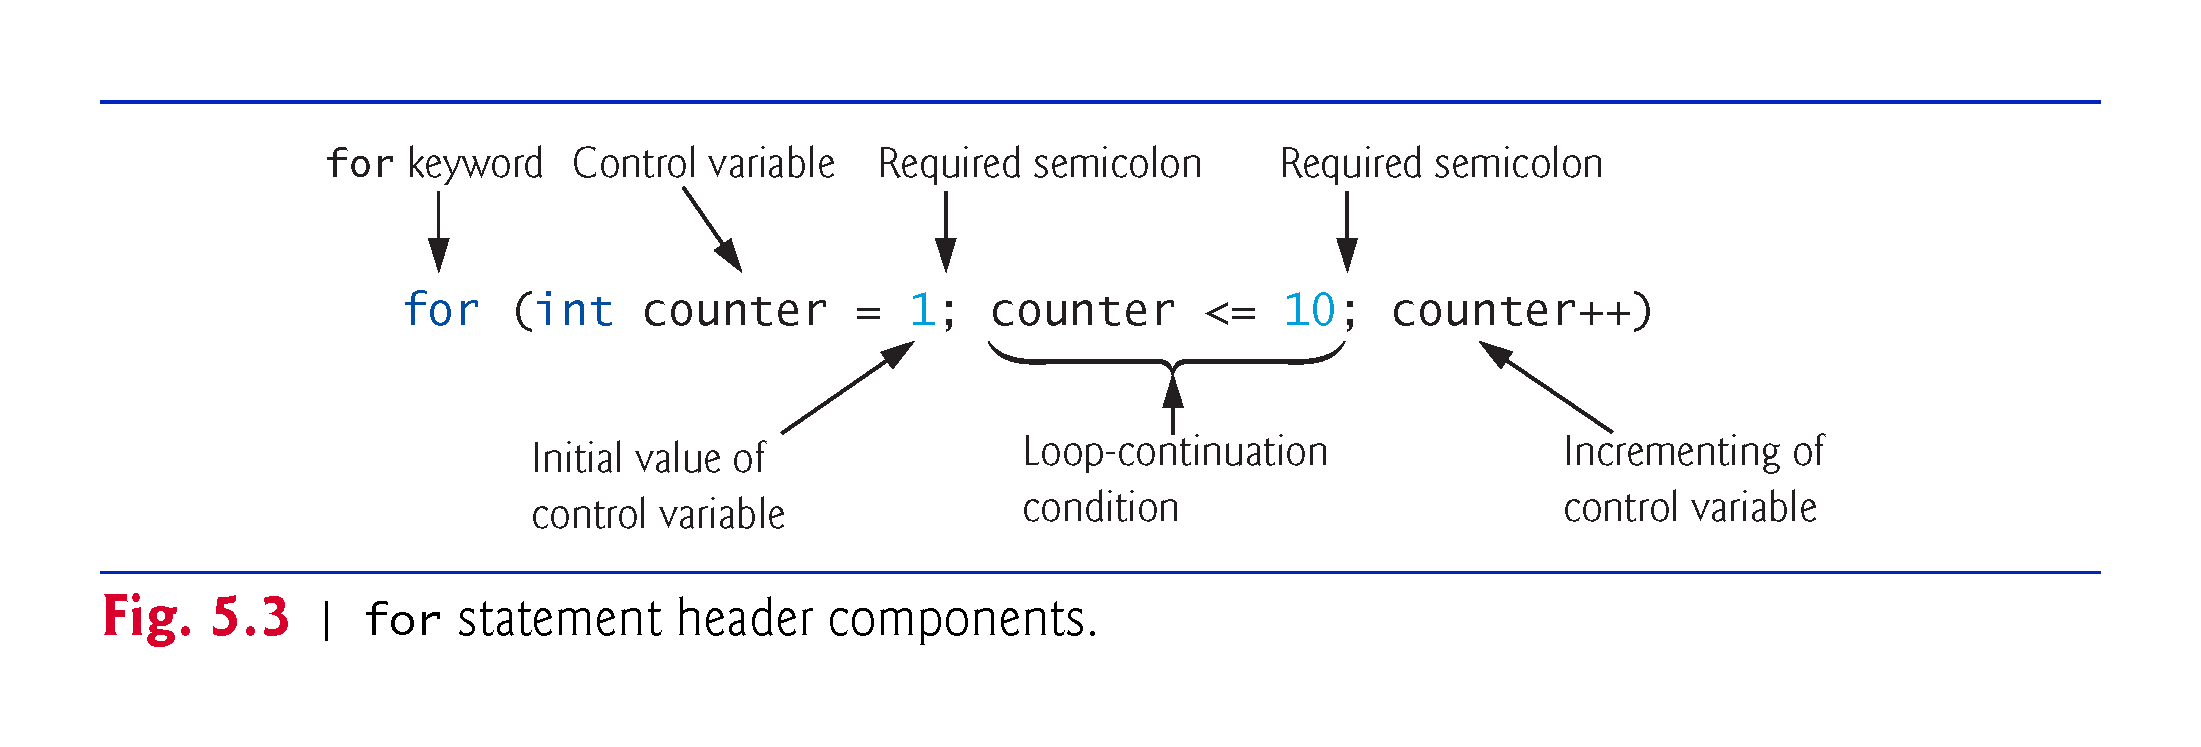 for keyword Control variable Required semicolon Required semicolon
for (int counter = 1; counter <= 10; counter++)
Initial value of
control variable
Loop-continuation
condition
Incrementing of
control variable
Fig. 5.3 | for statement header components.